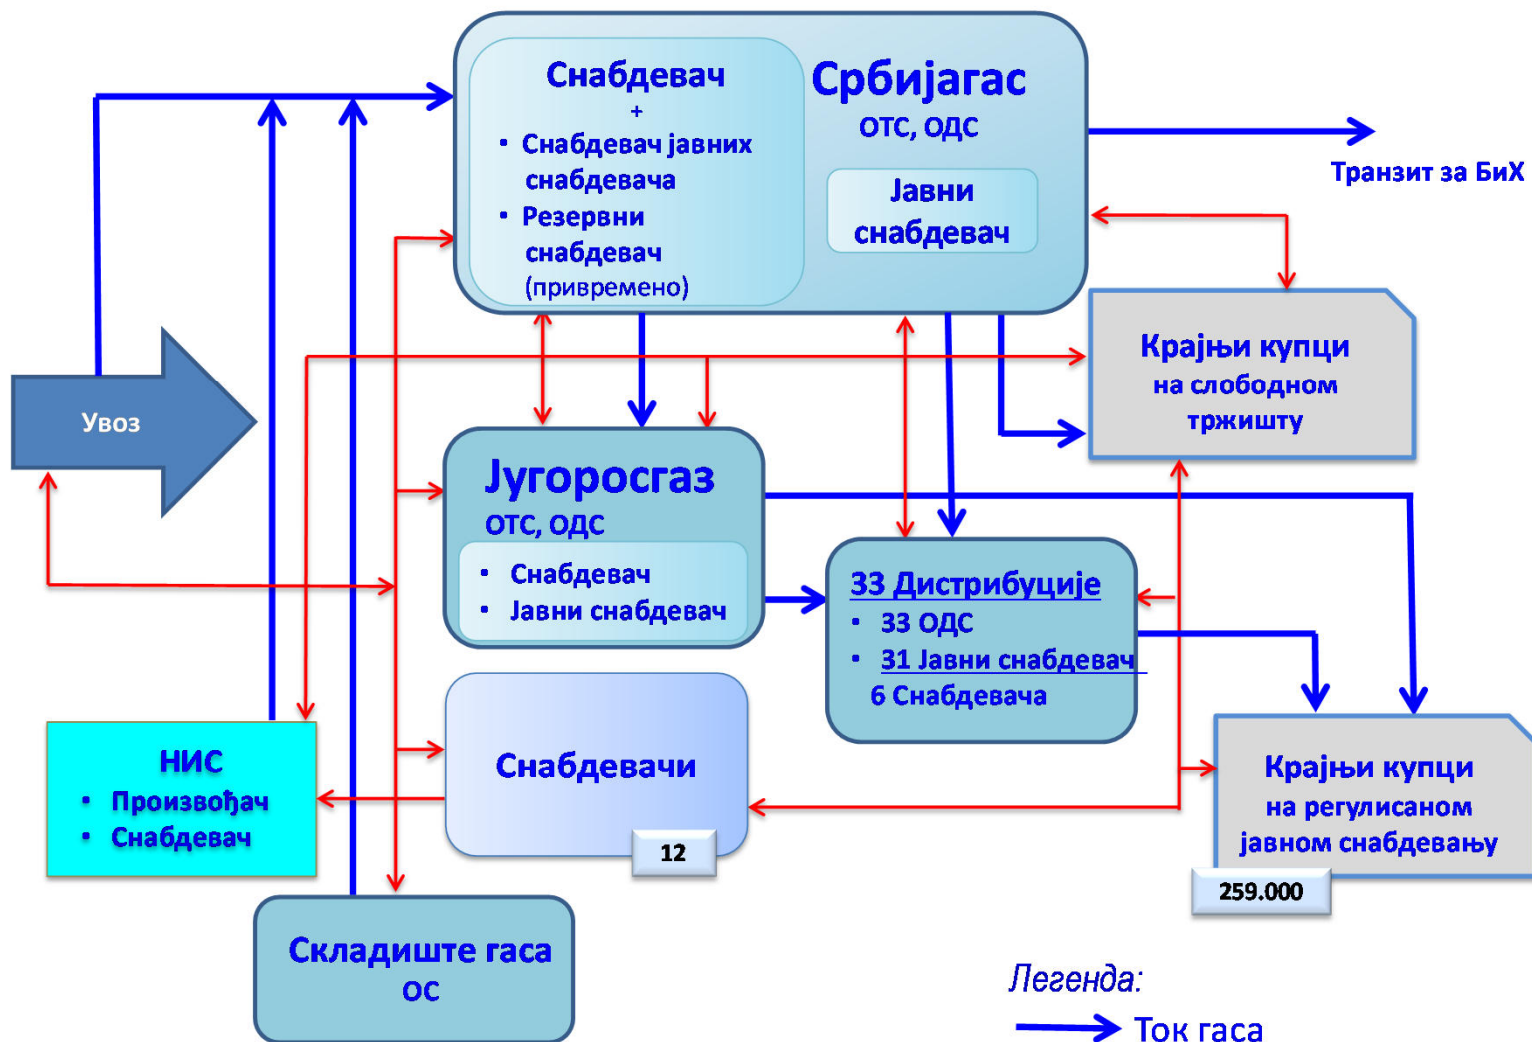 Снабдевач
+
• Снабдевач јавних
снабдевача
• Резервни
снабдевач
(привремено)
Србијагас
ОТС, ОДС
Јавни
снабдевач
Транзит за БиХ
Увоз
Крајњи купци
на слободном
тржишту
Југоросгаз
ОТС, ОДС
• Снабдевач
• Јавни снабдевач
33 Дистрибуције
• 33 ОДС
• 31 Јавни снабдевач
6 Снабдевача
НИС
• Произвођач
• Снабдевач
Снабдевачи
12
Крајњи купци
на регулисаном
јавном снабдевању
259.000
Складиште гаса
ОС
Легенда:
Ток гаса